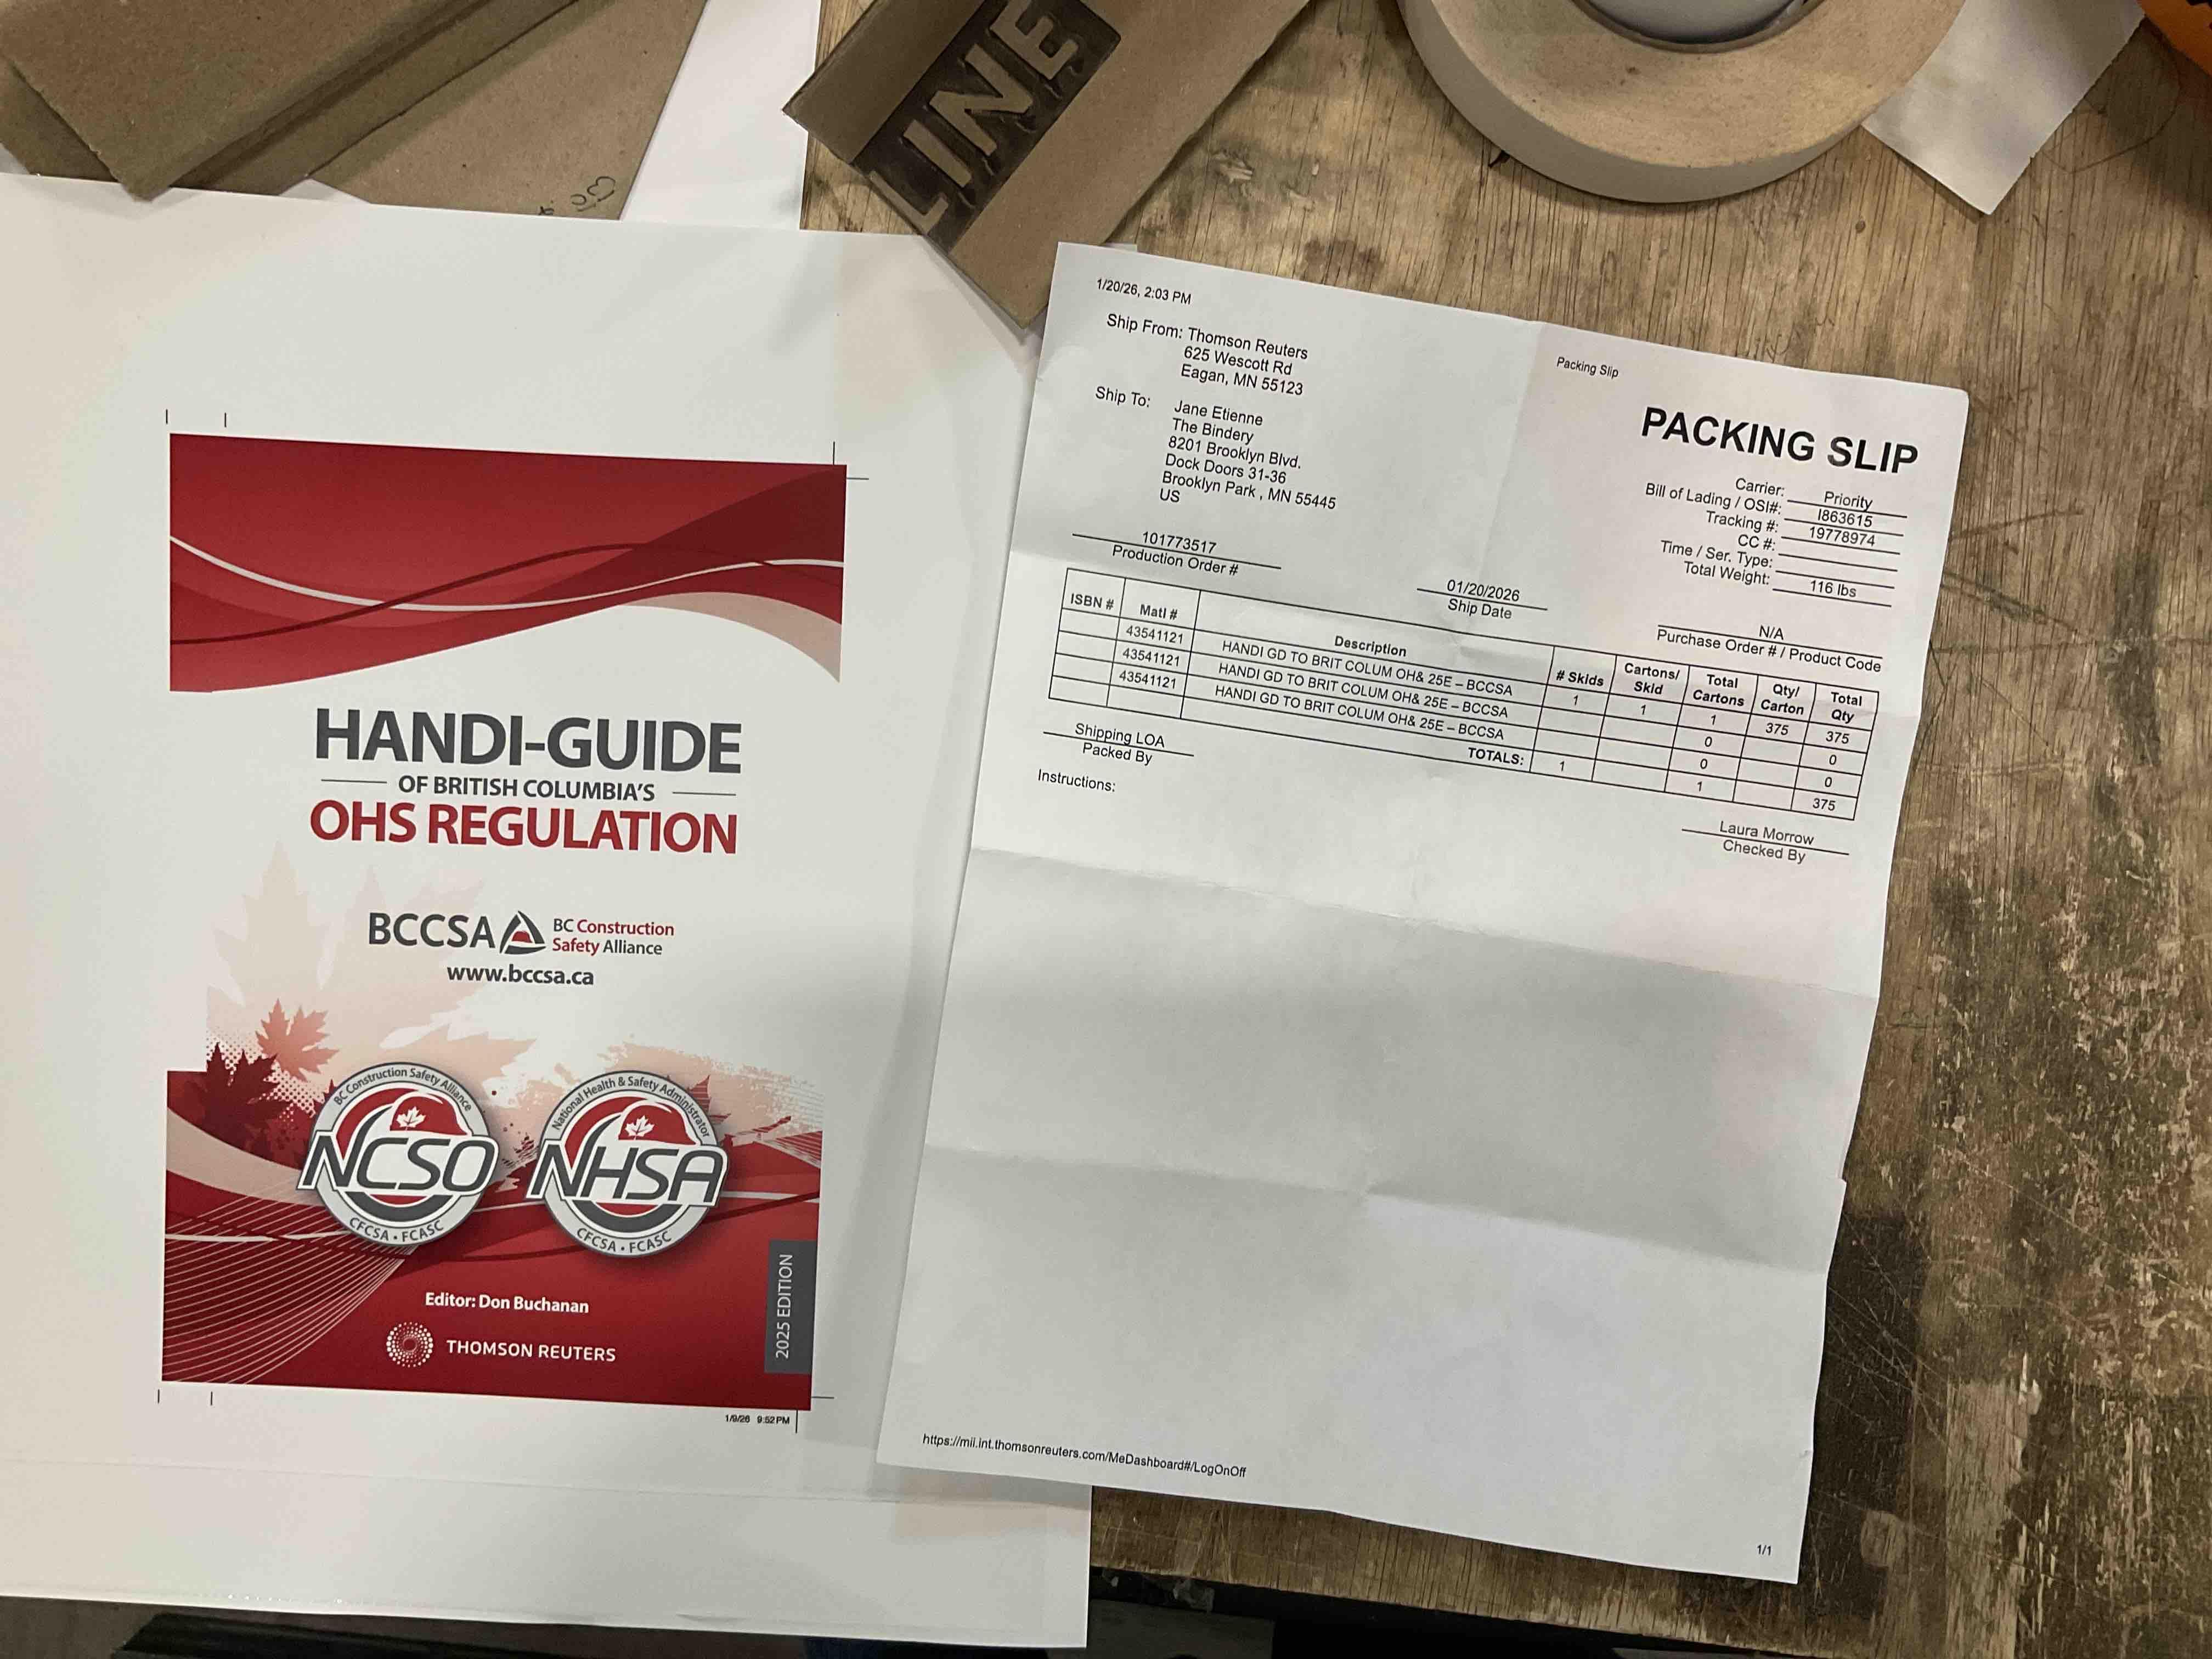 LINE
HANDI-GUIDE
OF BRITISH COLUMBIA'S
OHS REGULATION
BCCSA BC Construction
Safety Alliance
www.bccsa.ca
BC Construction Safety Alliance
NCSO
CFCSA • FCASC
National Health & Safety Administrator
NHSA
CFCSA • FCASC
Editor: Don Buchanan
THOMSON REUTERS
2025 EDITION
1/9/26 9:52 PM
1/20/26, 2:03 PM
Packing Slip
Ship From: Thomson Reuters
625 Wescott Rd
Eagan, MN 55123
Ship To: Jane Etienne
The Bindery
8201 Brooklyn Blvd.
Dock Doors 31-36
Brooklyn Park , MN 55445
US
PACKING SLIP
Carrier: Priority
Bill of Lading / OSI#: I863615
Tracking #: 19778974
CC #:
Time / Ser. Type:
Total Weight: 116 lbs
101773517
Production Order #
01/20/2026
Ship Date
N/A
Purchase Order # / Product Code
ISBN # Matl # Description # Skids Cartons/ Skid Total Cartons Qty/ Carton Total Qty
43541121 HANDI GD TO BRIT COLUM OH& 25E – BCCSA 1 1 1 375 375
43541121 HANDI GD TO BRIT COLUM OH& 25E – BCCSA 0 0
43541121 HANDI GD TO BRIT COLUM OH& 25E – BCCSA 0 0
TOTALS: 1 1 375
Shipping LOA
Packed By
Laura Morrow
Checked By
Instructions:
https://mii.int.thomsonreuters.com/MeDashboard#/LogOnOff
1/1